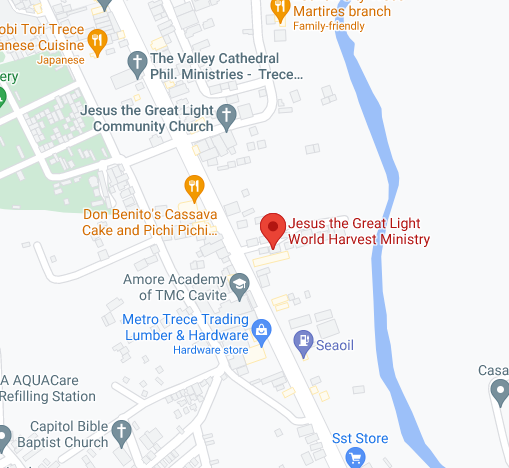 Martires branch
Family-friendly
obi Tori Trece
anese Cuisine
Japanese
The Valley Cathedral
Phil. Ministries - Trece...
ery
Jesus the Great Light
Community Church
Don Benito's Cassava
Cake and Pichi Pichi...
Jesus the Great Light
World Harvest Ministry
Amore Academy
of TMC Cavite
Metro Trece Trading
Lumber & Hardware
Hardware store
Seaoil
A AQUACare
Refilling Station
Casa
Capitol Bible
Baptist Church
Sst Store